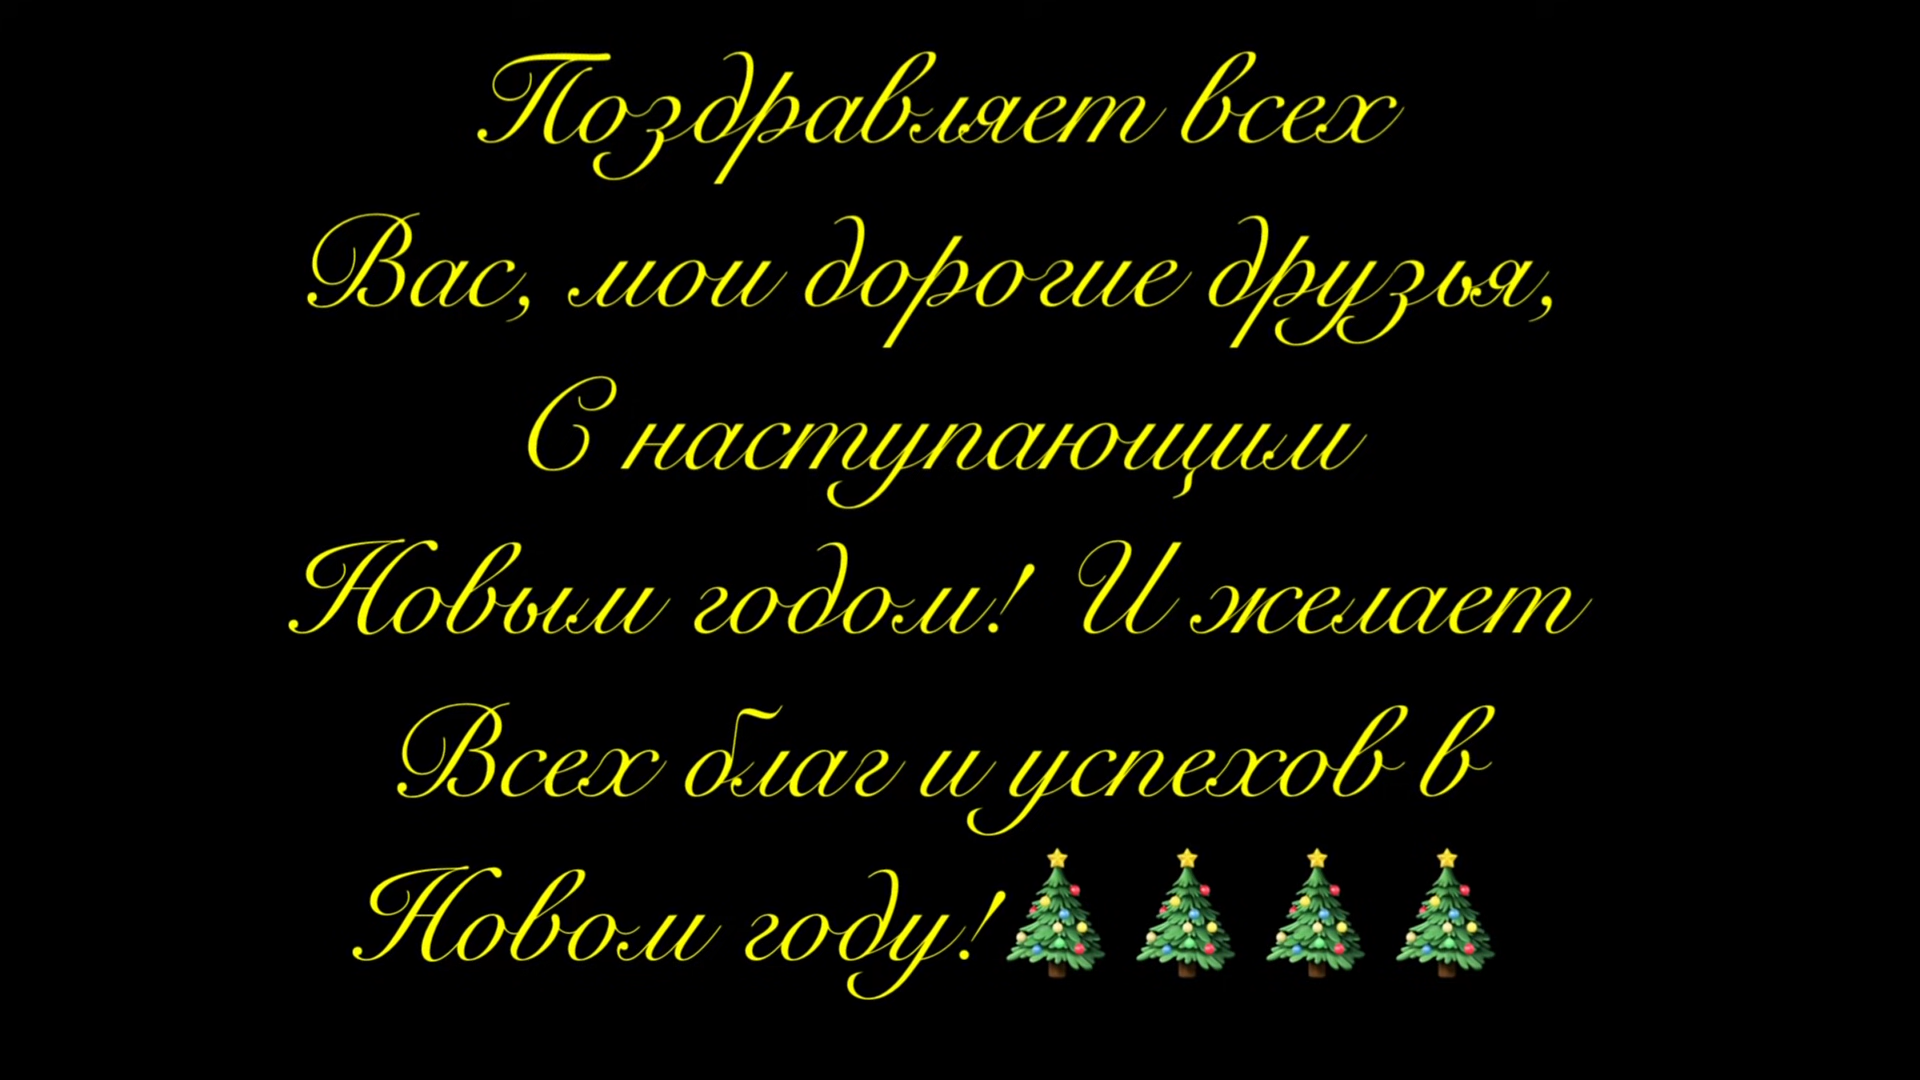 Поздравляет всех
Вас, мои дорогие друзья,
С наступающим
Новым годом! И желает
Всех благ и успехов в
Новом году!🎄🎄🎄🎄